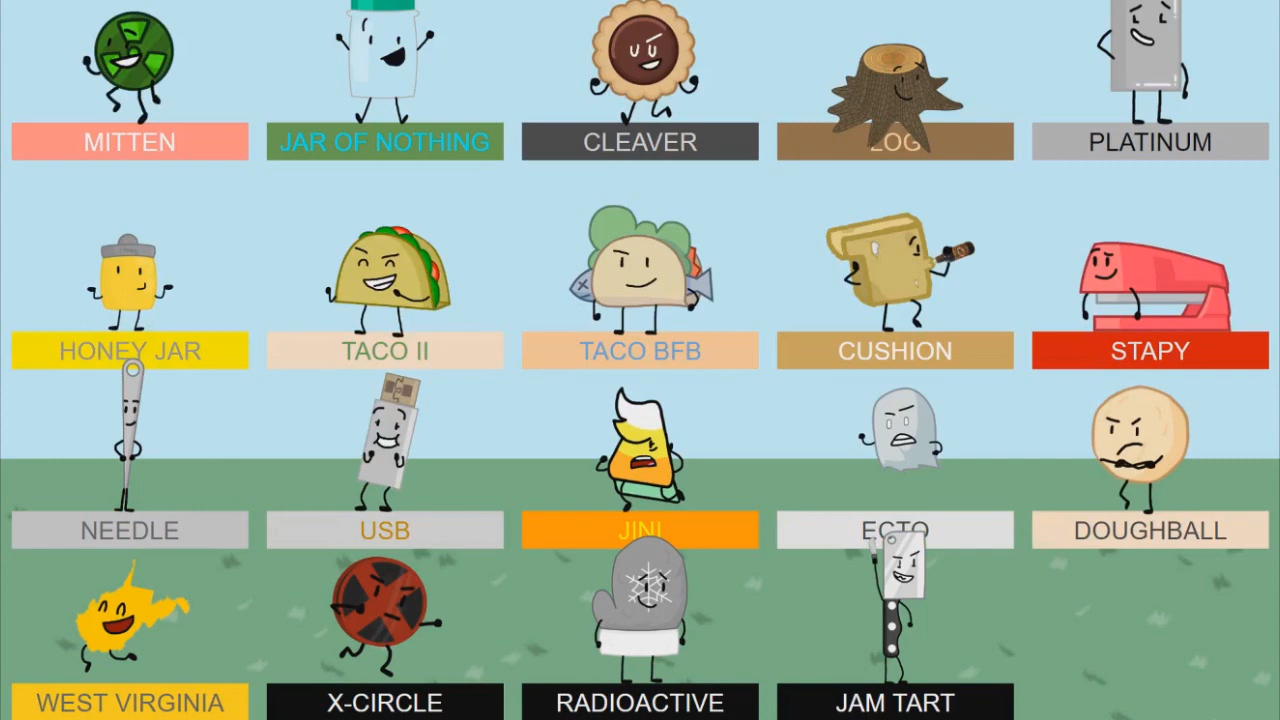 MITTEN
JAR OF NOTHING
CLEAVER
LOG
PLATINUM
HONEY JAR
TACO II
TACO BFB
CUSHION
STAPY
NEEDLE
USB
JINI
ECTO
DOUGHBALL
WEST VIRGINIA
X-CIRCLE
RADIOACTIVE
JAM TART